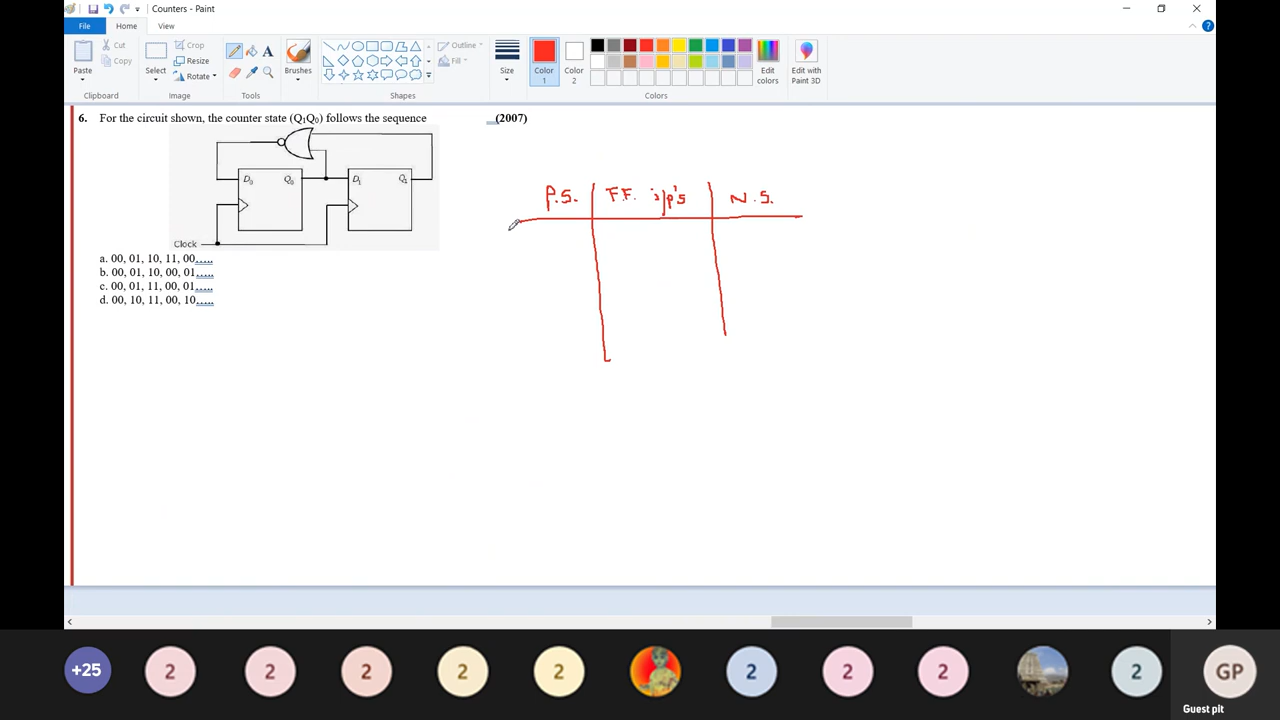 Counters - Paint
File Home View
Paste Cut Copy Select Crop Resize Rotate A Brushes Outline Fill Size Color 1 Color 2 Edit colors Edit with Paint 3D
Clipboard Image Tools Shapes Colors
6. For the circuit shown, the counter state (Q₁Q₀) follows the sequence __(2007)
D₀ Q₀ D₁ Q₁
Clock
a. 00, 01, 10, 11, 00.....
b. 00, 01, 10, 00, 01.....
c. 00, 01, 11, 00, 01.....
d. 00, 10, 11, 00, 10.....
P.S. F.F. i/p's N.S.
+25 2 2 2 2 2 2 2 2 2 GP
Guest pit